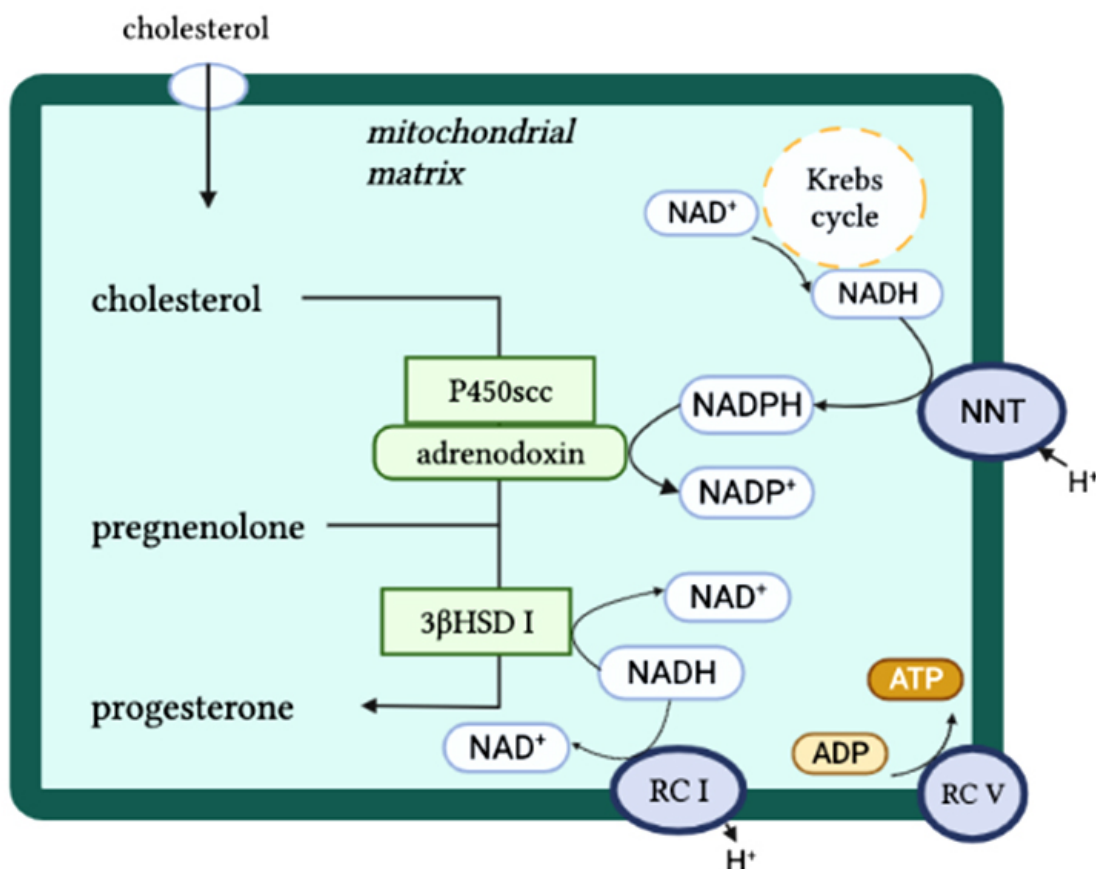 cholesterol
mitochondrial
matrix
Krebs
cycle
NAD⁺
NADH
cholesterol
P450scc
NADPH
NNT
adrenodoxin
H⁺
NADP⁺
pregnenolone
NAD⁺
3βHSD I
NADH
ATP
progesterone
NAD⁺
ADP
RC I
RC V
H⁺